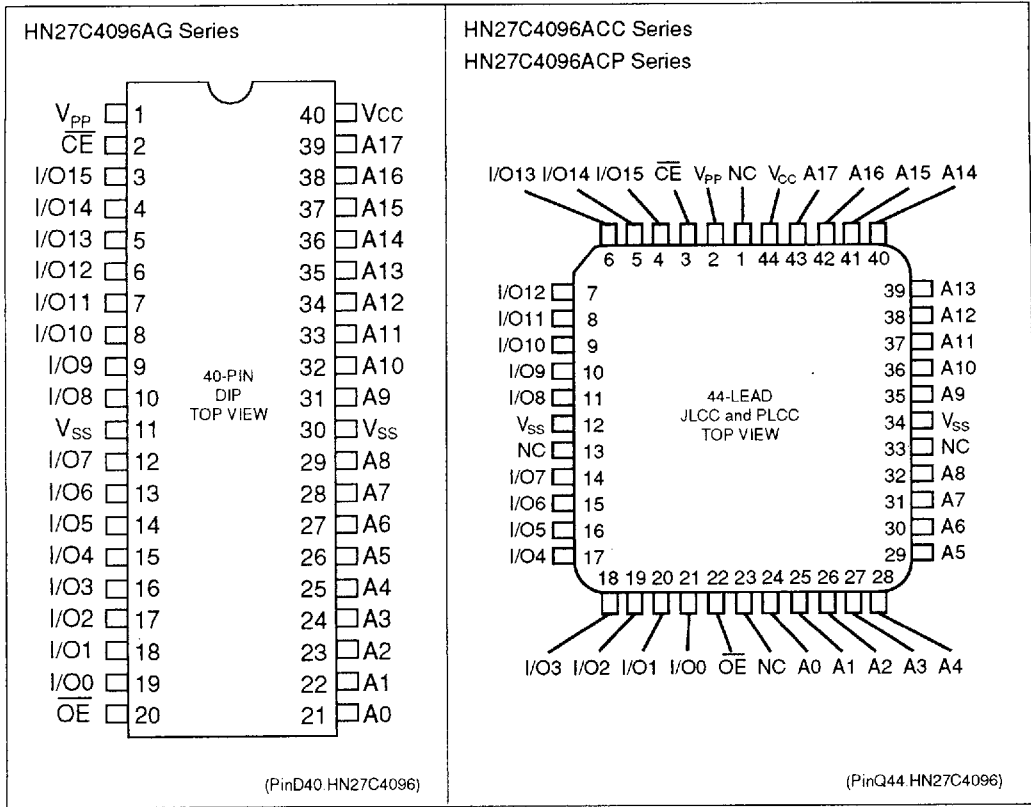 HN27C4096AG Series
VPP 1 40 VCC
CE 2 39 A17
I/O15 3 38 A16
I/O14 4 37 A15
I/O13 5 36 A14
I/O12 6 35 A13
I/O11 7 34 A12
I/O10 8 33 A11
I/O9 9 32 A10
I/O8 10 31 A9
VSS 11 30 VSS
I/O7 12 29 A8
I/O6 13 28 A7
I/O5 14 27 A6
I/O4 15 26 A5
I/O3 16 25 A4
I/O2 17 24 A3
I/O1 18 23 A2
I/O0 19 22 A1
OE 20 21 A0
40-PIN
DIP
TOP VIEW
(PinD40.HN27C4096)
HN27C4096ACC Series
HN27C4096ACP Series
I/O13 I/O14 I/O15 CE VPP NC VCC A17 A16 A15 A14
6 5 4 3 2 1 44 43 42 41 40
I/O12 7 39 A13
I/O11 8 38 A12
I/O10 9 37 A11
I/O9 10 36 A10
I/O8 11 35 A9
VSS 12 34 VSS
NC 13 33 NC
I/O7 14 32 A8
I/O6 15 31 A7
I/O5 16 30 A6
I/O4 17 29 A5
44-LEAD
JLCC and PLCC
TOP VIEW
18 19 20 21 22 23 24 25 26 27 28
I/O3 I/O2 I/O1 I/O0 OE NC A0 A1 A2 A3 A4
(PinQ44.HN27C4096)